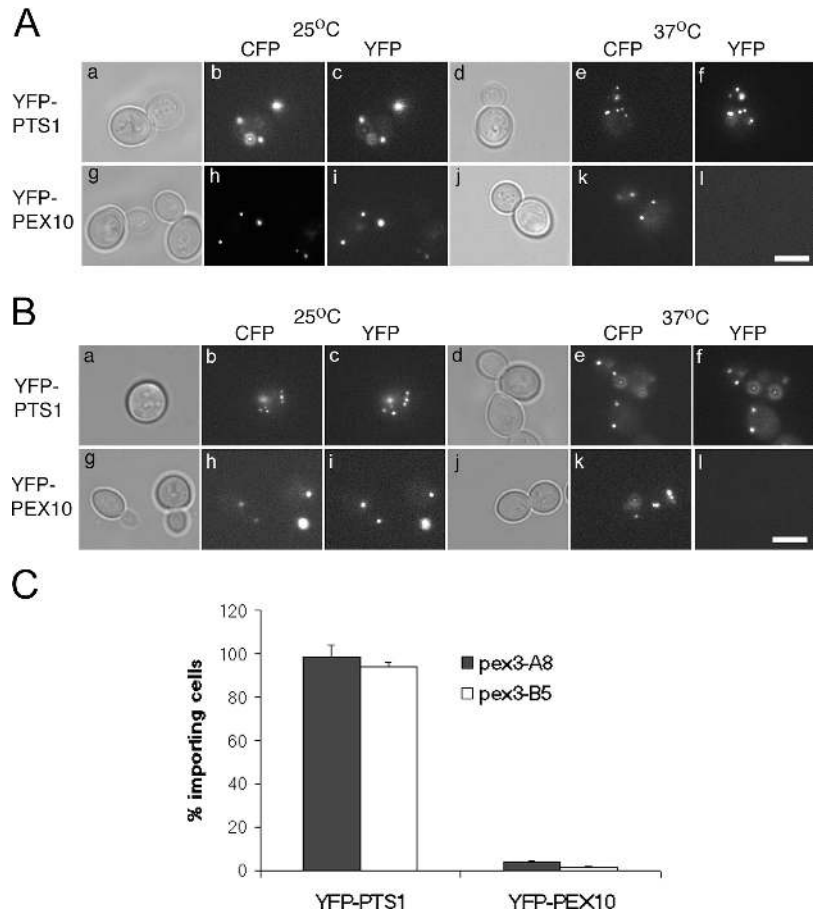 A
25°C
37°C
CFP
YFP
CFP
YFP
YFP-
PTS1
a
b
c
d
e
f
YFP-
PEX10
g
h
i
j
k
l
B
25°C
37°C
CFP
YFP
CFP
YFP
YFP-
PTS1
a
b
c
d
e
f
YFP-
PEX10
g
h
i
j
k
l
C
% importing cells
120
100
80
60
40
20
0
pex3-A8
pex3-B5
YFP-PTS1
YFP-PEX10